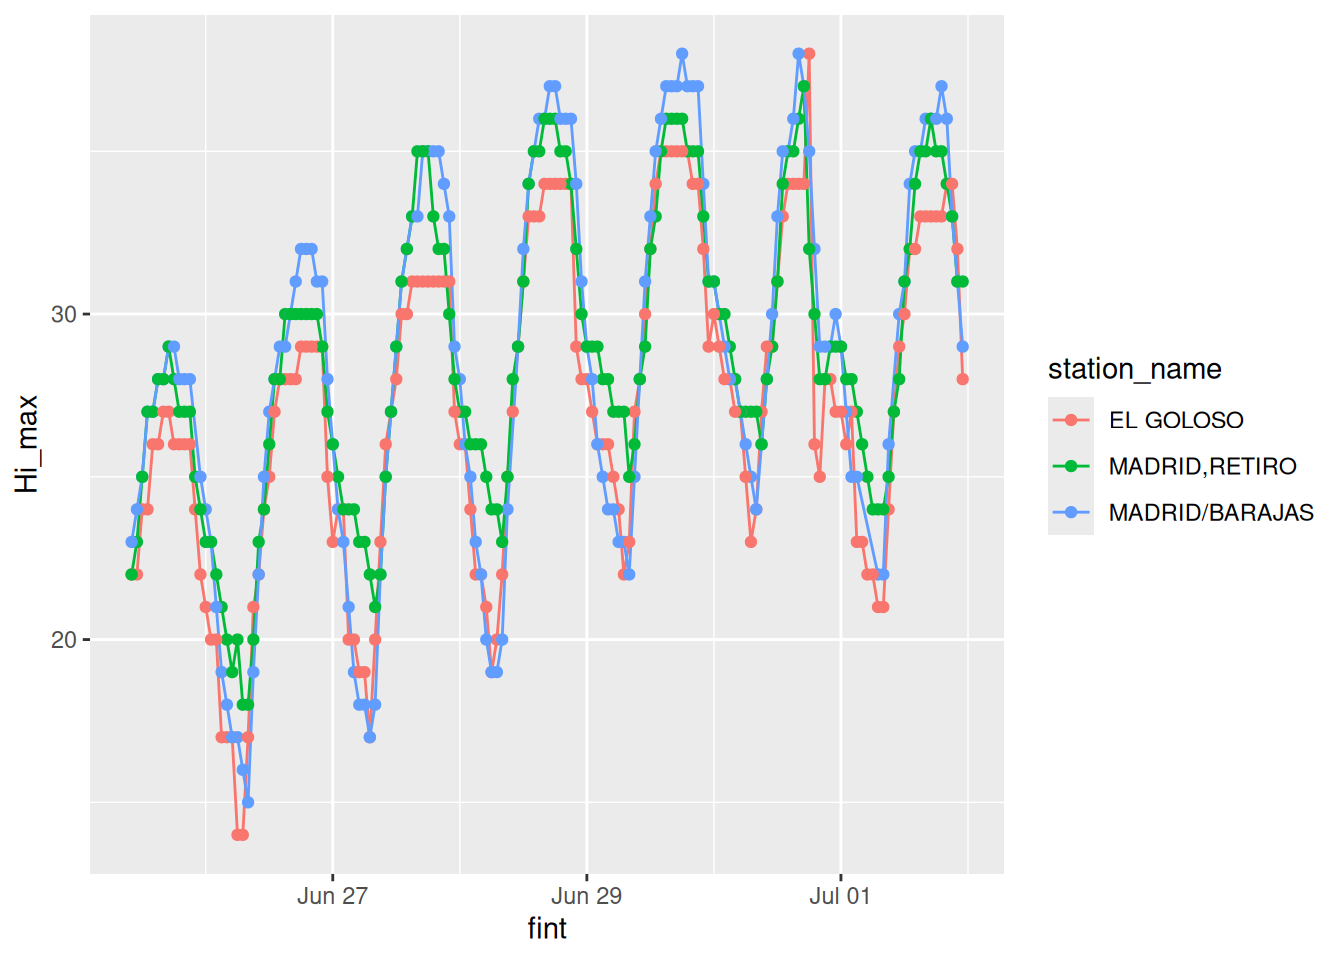 Hi_max
30
20
Jun 27
Jun 29
Jul 01
fint
station_name
EL GOLOSO
MADRID,RETIRO
MADRID/BARAJAS